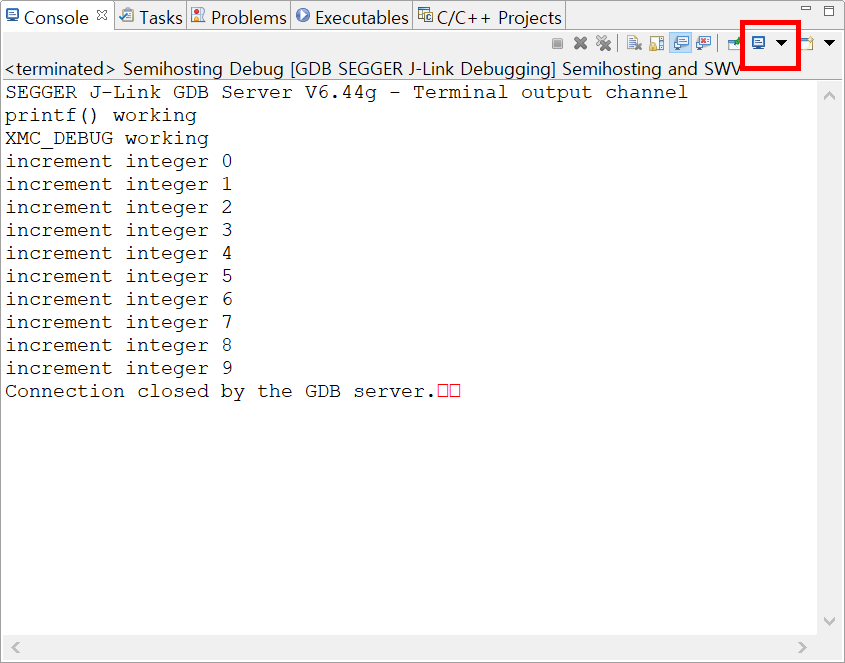 Console Tasks Problems Executables C/C++ Projects
<terminated> Semihosting Debug [GDB SEGGER J-Link Debugging] Semihosting and SWV
SEGGER J-Link GDB Server V6.44g - Terminal output channel
printf() working
XMC_DEBUG working
increment integer 0
increment integer 1
increment integer 2
increment integer 3
increment integer 4
increment integer 5
increment integer 6
increment integer 7
increment integer 8
increment integer 9
Connection closed by the GDB server.